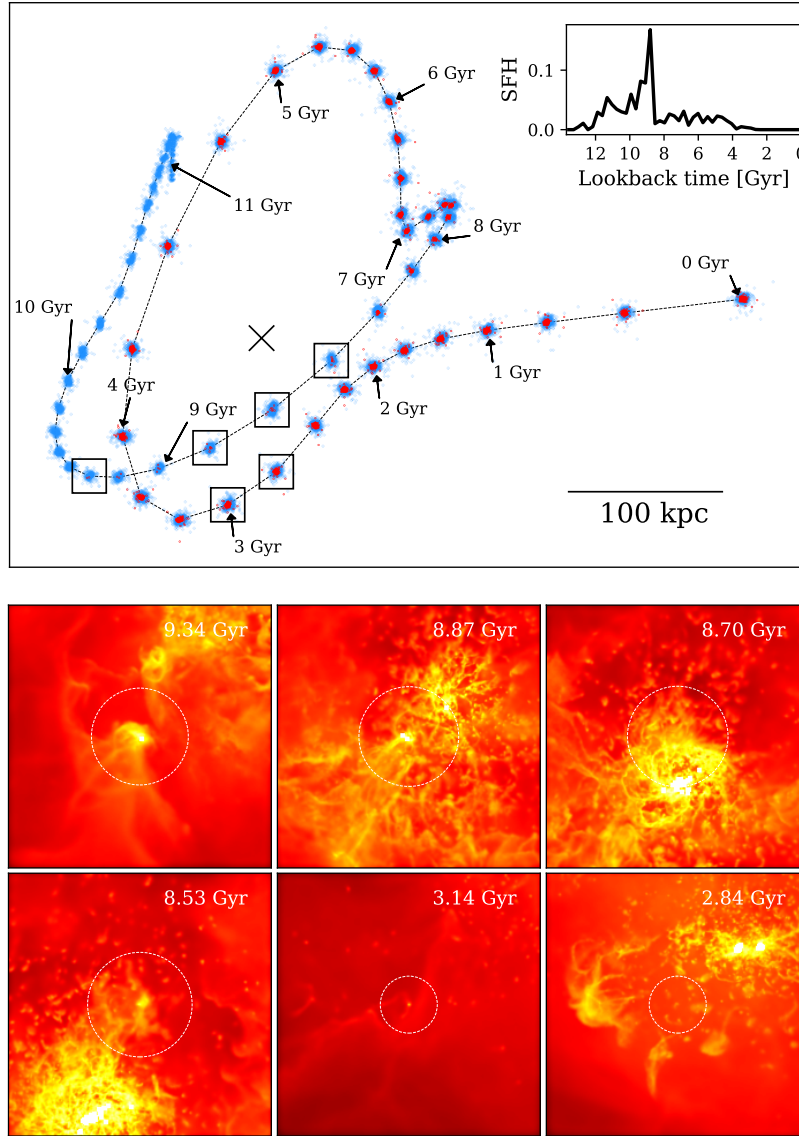 6 Gyr
5 Gyr
11 Gyr
8 Gyr
7 Gyr
0 Gyr
10 Gyr
4 Gyr
1 Gyr
9 Gyr
2 Gyr
3 Gyr
100 kpc
SFH
0.1
0.0
12 10 8 6 4 2 0
Lookback time [Gyr]
9.34 Gyr
8.87 Gyr
8.70 Gyr
8.53 Gyr
3.14 Gyr
2.84 Gyr